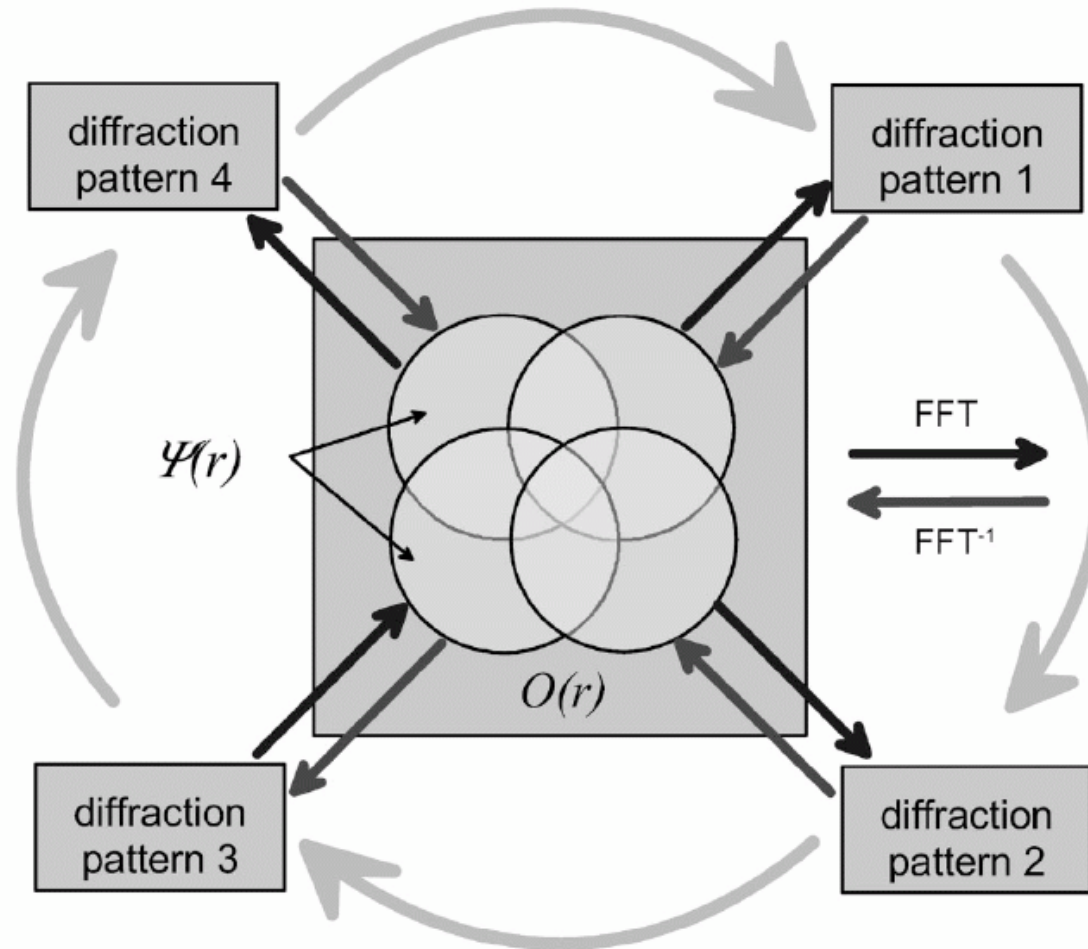 diffraction
pattern 4
diffraction
pattern 1
Ψ(r)
FFT
FFT⁻¹
O(r)
diffraction
pattern 3
diffraction
pattern 2